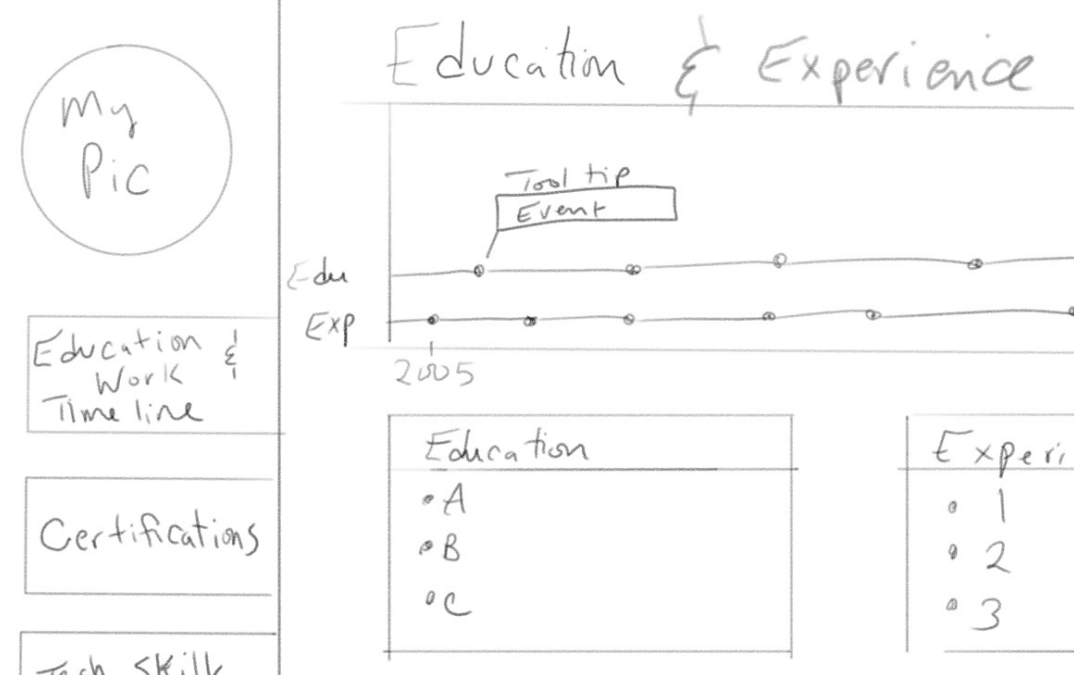 My
Pic
Education &
Work
Timeline
Certifications
Tech Skill
Education & Experience
Tool tip
Event
Edu
Exp
2005
Education
• A
• B
• C
Experi
• 1
• 2
• 3